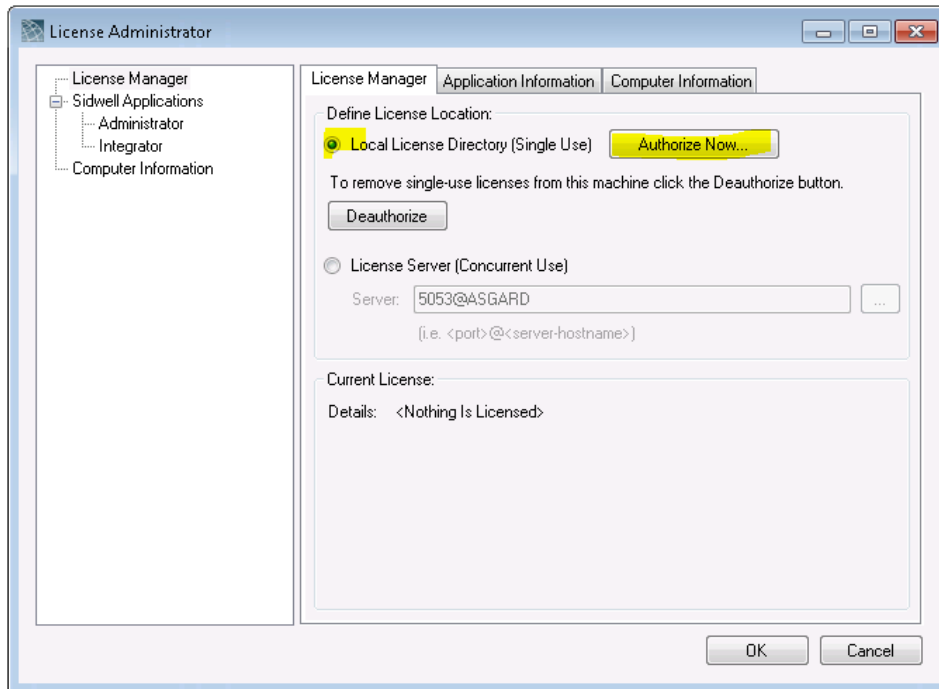 License Administrator
License Manager
Sidwell Applications
Administrator
Integrator
Computer Information
License Manager Application Information Computer Information
Define License Location:
Local License Directory (Single Use) Authorize Now...
To remove single-use licenses from this machine click the Deauthorize button.
Deauthorize
License Server (Concurrent Use)
Server: 5053@ASGARD ...
(i.e. <port>@<server-hostname>)
Current License:
Details: <Nothing Is Licensed>
OK Cancel